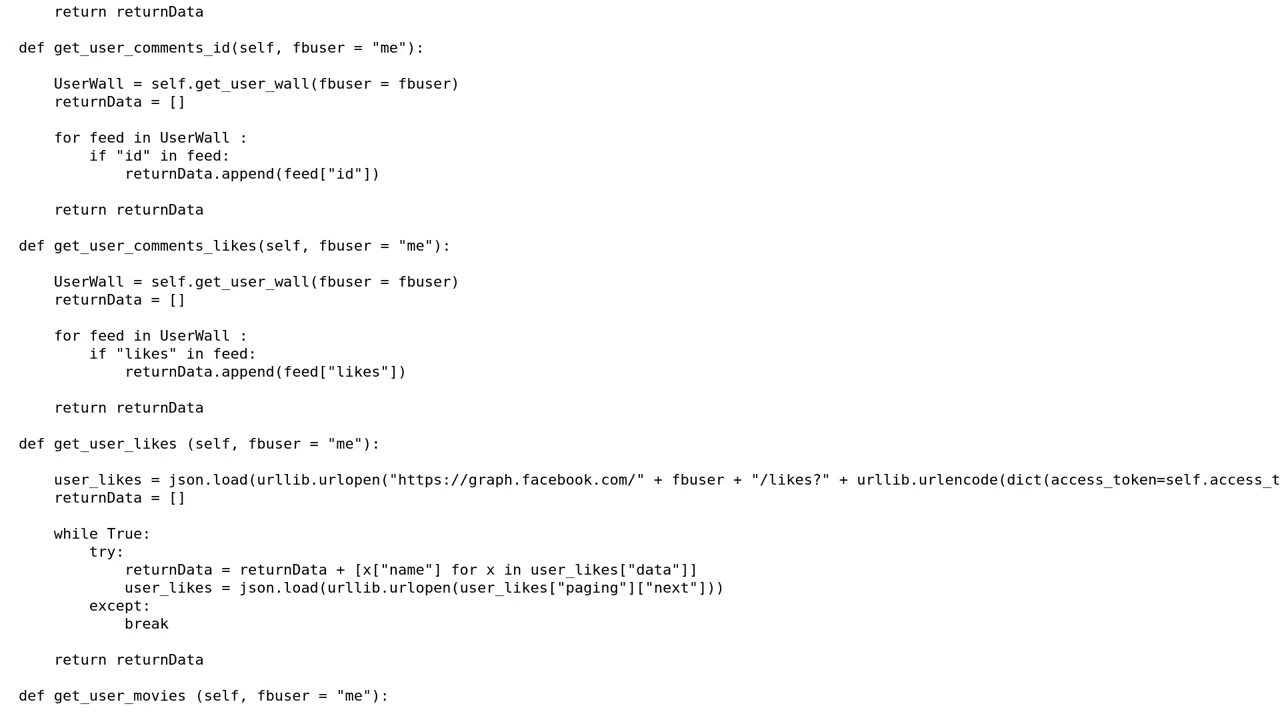 return returnData

def get_user_comments_id(self, fbuser = "me"):

    UserWall = self.get_user_wall(fbuser = fbuser)
    returnData = []

    for feed in UserWall :
        if "id" in feed:
            returnData.append(feed["id"])

    return returnData

def get_user_comments_likes(self, fbuser = "me"):

    UserWall = self.get_user_wall(fbuser = fbuser)
    returnData = []

    for feed in UserWall :
        if "likes" in feed:
            returnData.append(feed["likes"])

    return returnData

def get_user_likes (self, fbuser = "me"):

    user_likes = json.load(urllib.urlopen("https://graph.facebook.com/" + fbuser + "/likes?" + urllib.urlencode(dict(access_token=self.access_t
    returnData = []

    while True:
        try:
            returnData = returnData + [x["name"] for x in user_likes["data"]]
            user_likes = json.load(urllib.urlopen(user_likes["paging"]["next"]))
        except:
            break

    return returnData

def get_user_movies (self, fbuser = "me"):